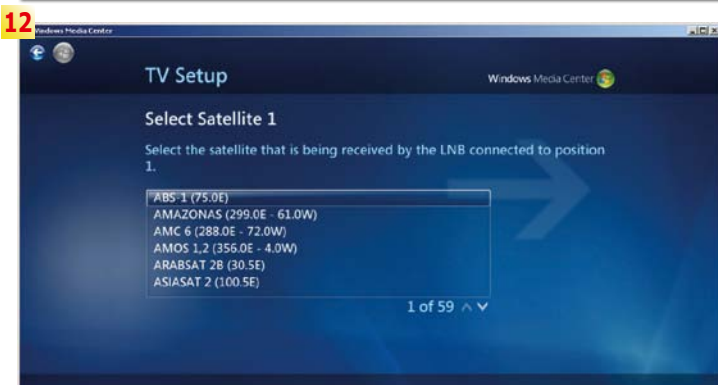 12
Windows Media Center
TV Setup
Windows Media Center
Select Satellite 1
Select the satellite that is being received by the LNB connected to position
1.
ABS-1 (75.0E)
AMAZONAS (299.0E - 61.0W)
AMC 6 (288.0E - 72.0W)
AMOS 1,2 (356.0E - 4.0W)
ARABSAT 2B (30.5E)
ASIASAT 2 (100.5E)
1 of 59